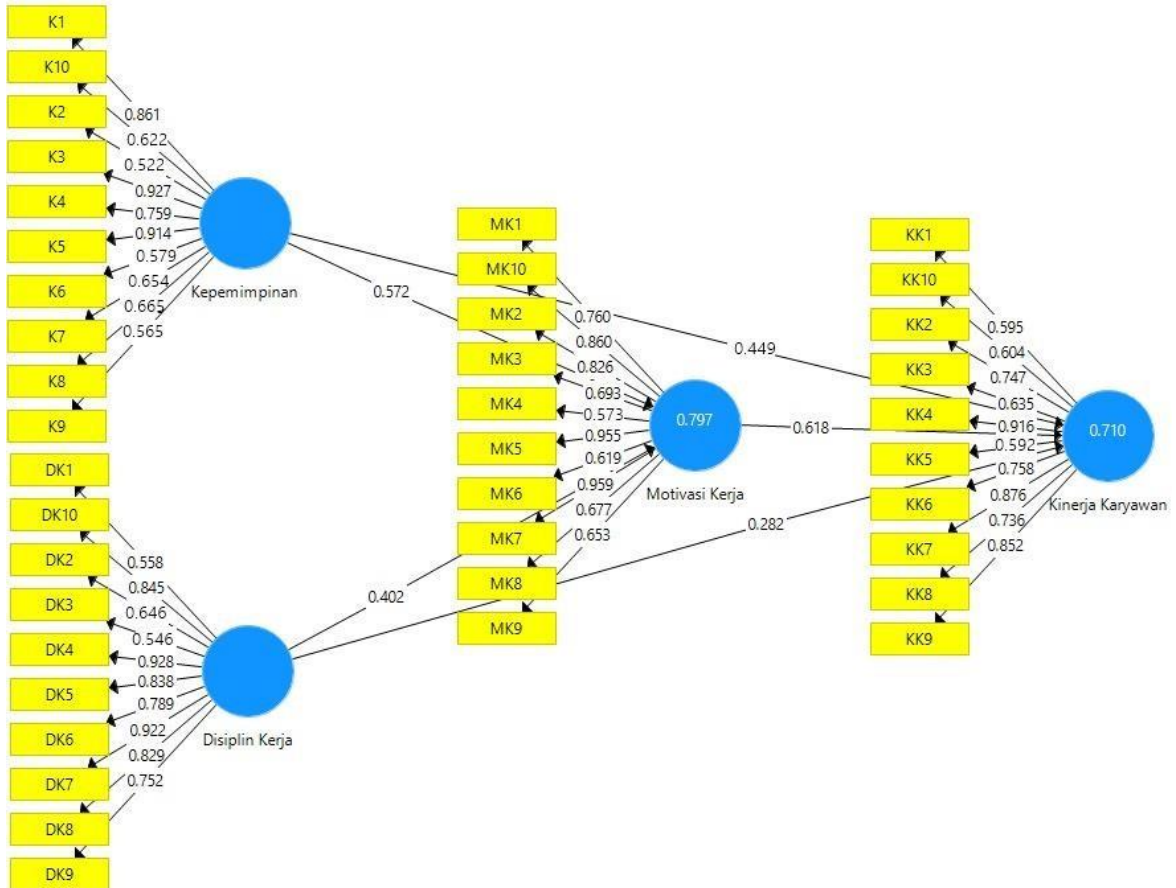 K1
K10
K2
K3
K4
K5
K6
K7
K8
K9
0.861
0.622
0.522
0.927
0.759
0.914
0.579
0.654
0.665
0.565
Kepemimpinan
DK1
DK10
DK2
DK3
DK4
DK5
DK6
DK7
DK8
DK9
0.558
0.845
0.646
0.546
0.928
0.838
0.789
0.922
0.829
0.752
Disiplin Kerja
0.572
0.402
0.449
0.618
0.282
MK1
MK10
MK2
MK3
MK4
MK5
MK6
MK7
MK8
MK9
0.760
0.860
0.826
0.693
0.573
0.955
0.619
0.959
0.677
0.653
0.797
Motivasi Kerja
KK1
KK10
KK2
KK3
KK4
KK5
KK6
KK7
KK8
KK9
0.595
0.604
0.747
0.635
0.916
0.592
0.758
0.876
0.736
0.852
0.710
Kinerja Karyawan